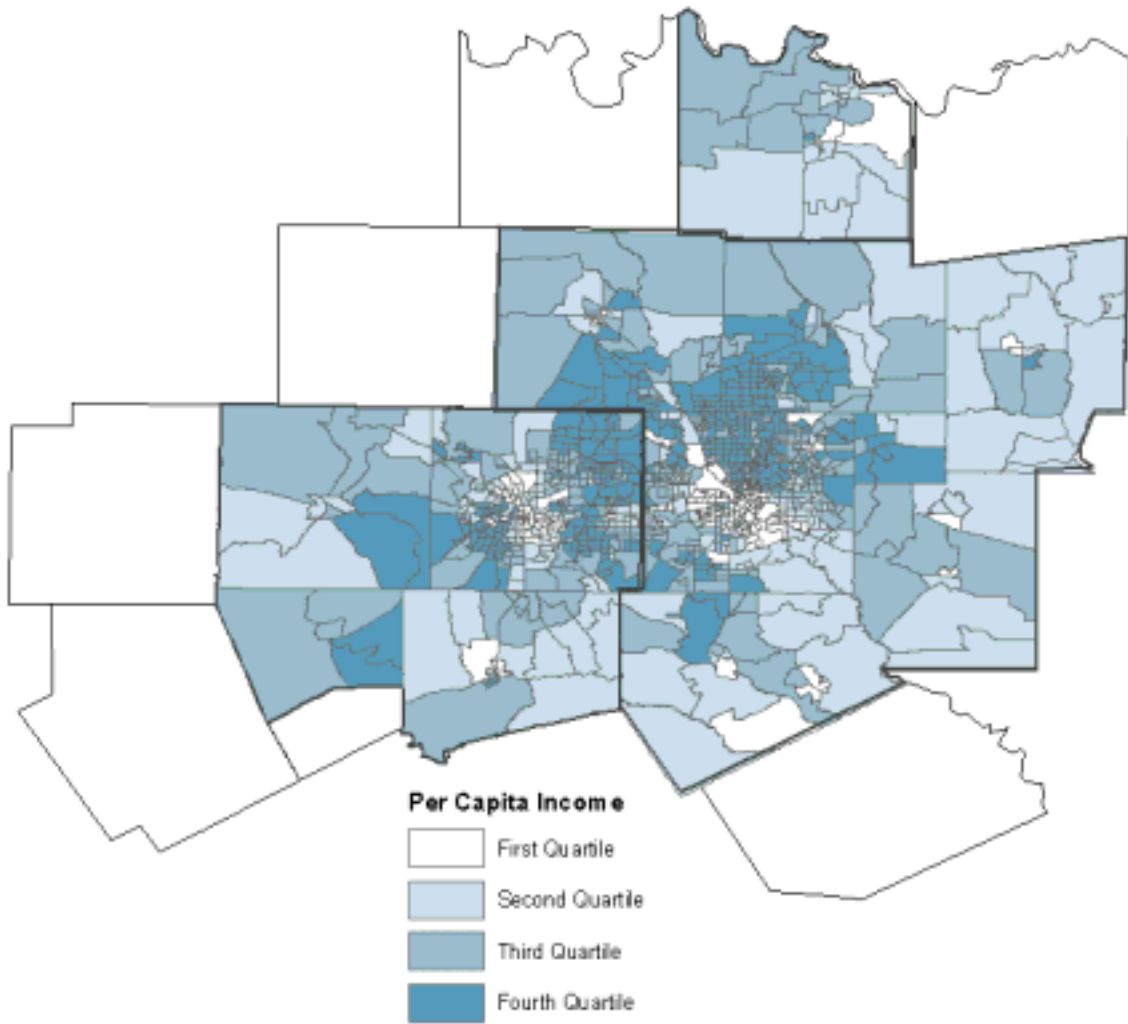 Per Capita Income
First Quartile
Second Quartile
Third Quartile
Fourth Quartile